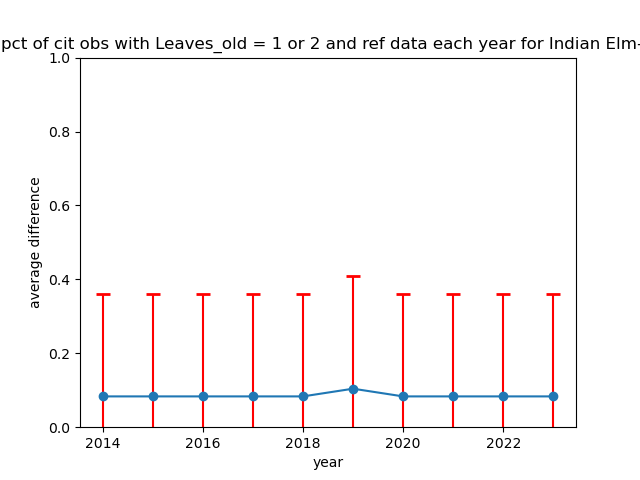 pct of cit obs with Leaves_old = 1 or 2 and ref data each year for Indian Elm-
1.0
0.8
0.6
0.4
0.2
0.0
average difference
2014 2016 2018 2020 2022
year